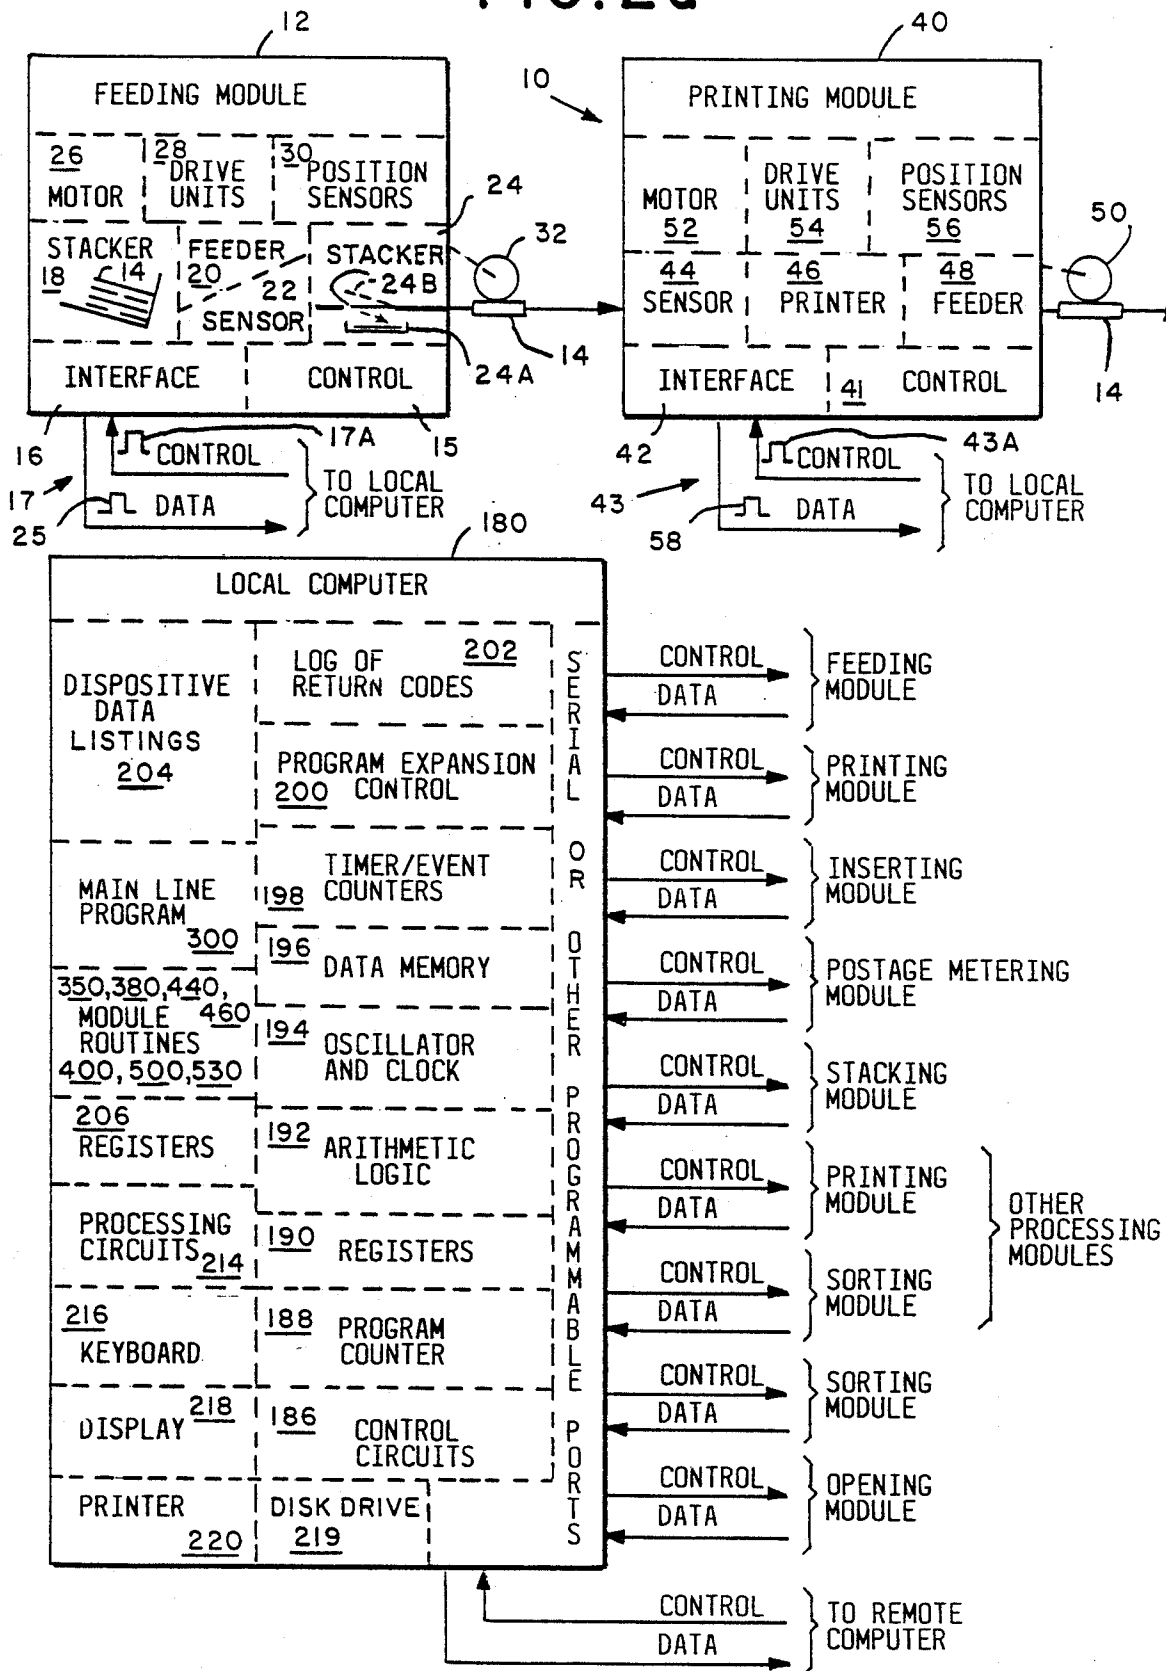 12
40
FEEDING MODULE
10
PRINTING MODULE
26
MOTOR
28
DRIVE
UNITS
30
POSITION
SENSORS
24
32
MOTOR
52
DRIVE
UNITS
54
POSITION
SENSORS
56
50
STACKER
18
14
FEEDER
20
22
SENSOR
STACKER
24B
24A
14
44
SENSOR
46
PRINTER
48
FEEDER
14
INTERFACE
CONTROL
INTERFACE
41
CONTROL
16
17A
15
42
43A
CONTROL
17
DATA
25
TO LOCAL
COMPUTER
CONTROL
43
DATA
58
TO LOCAL
COMPUTER
180
LOCAL COMPUTER
DISPOSITIVE
DATA
LISTINGS
204
LOG OF
RETURN CODES
202
PROGRAM EXPANSION
200
CONTROL
MAIN LINE
PROGRAM
300
TIMER/EVENT
198
COUNTERS
196
DATA MEMORY
350,380,440,
MODULE 460
ROUTINES
400,500,530
194
OSCILLATOR
AND CLOCK
206
REGISTERS
192
ARITHMETIC
LOGIC
PROCESSING
CIRCUITS
214
190
REGISTERS
216
KEYBOARD
188
PROGRAM
COUNTER
DISPLAY
218
186
CONTROL
CIRCUITS
PRINTER
220
DISK DRIVE
219
SERIAL OR OTHER PROGRAMMABLE PORTS
CONTROL
DATA
FEEDING
MODULE
CONTROL
DATA
PRINTING
MODULE
CONTROL
DATA
INSERTING
MODULE
CONTROL
DATA
POSTAGE METERING
MODULE
CONTROL
DATA
STACKING
MODULE
CONTROL
DATA
PRINTING
MODULE
CONTROL
DATA
SORTING
MODULE
OTHER
PROCESSING
MODULES
CONTROL
DATA
SORTING
MODULE
CONTROL
DATA
OPENING
MODULE
CONTROL
DATA
TO REMOTE
COMPUTER